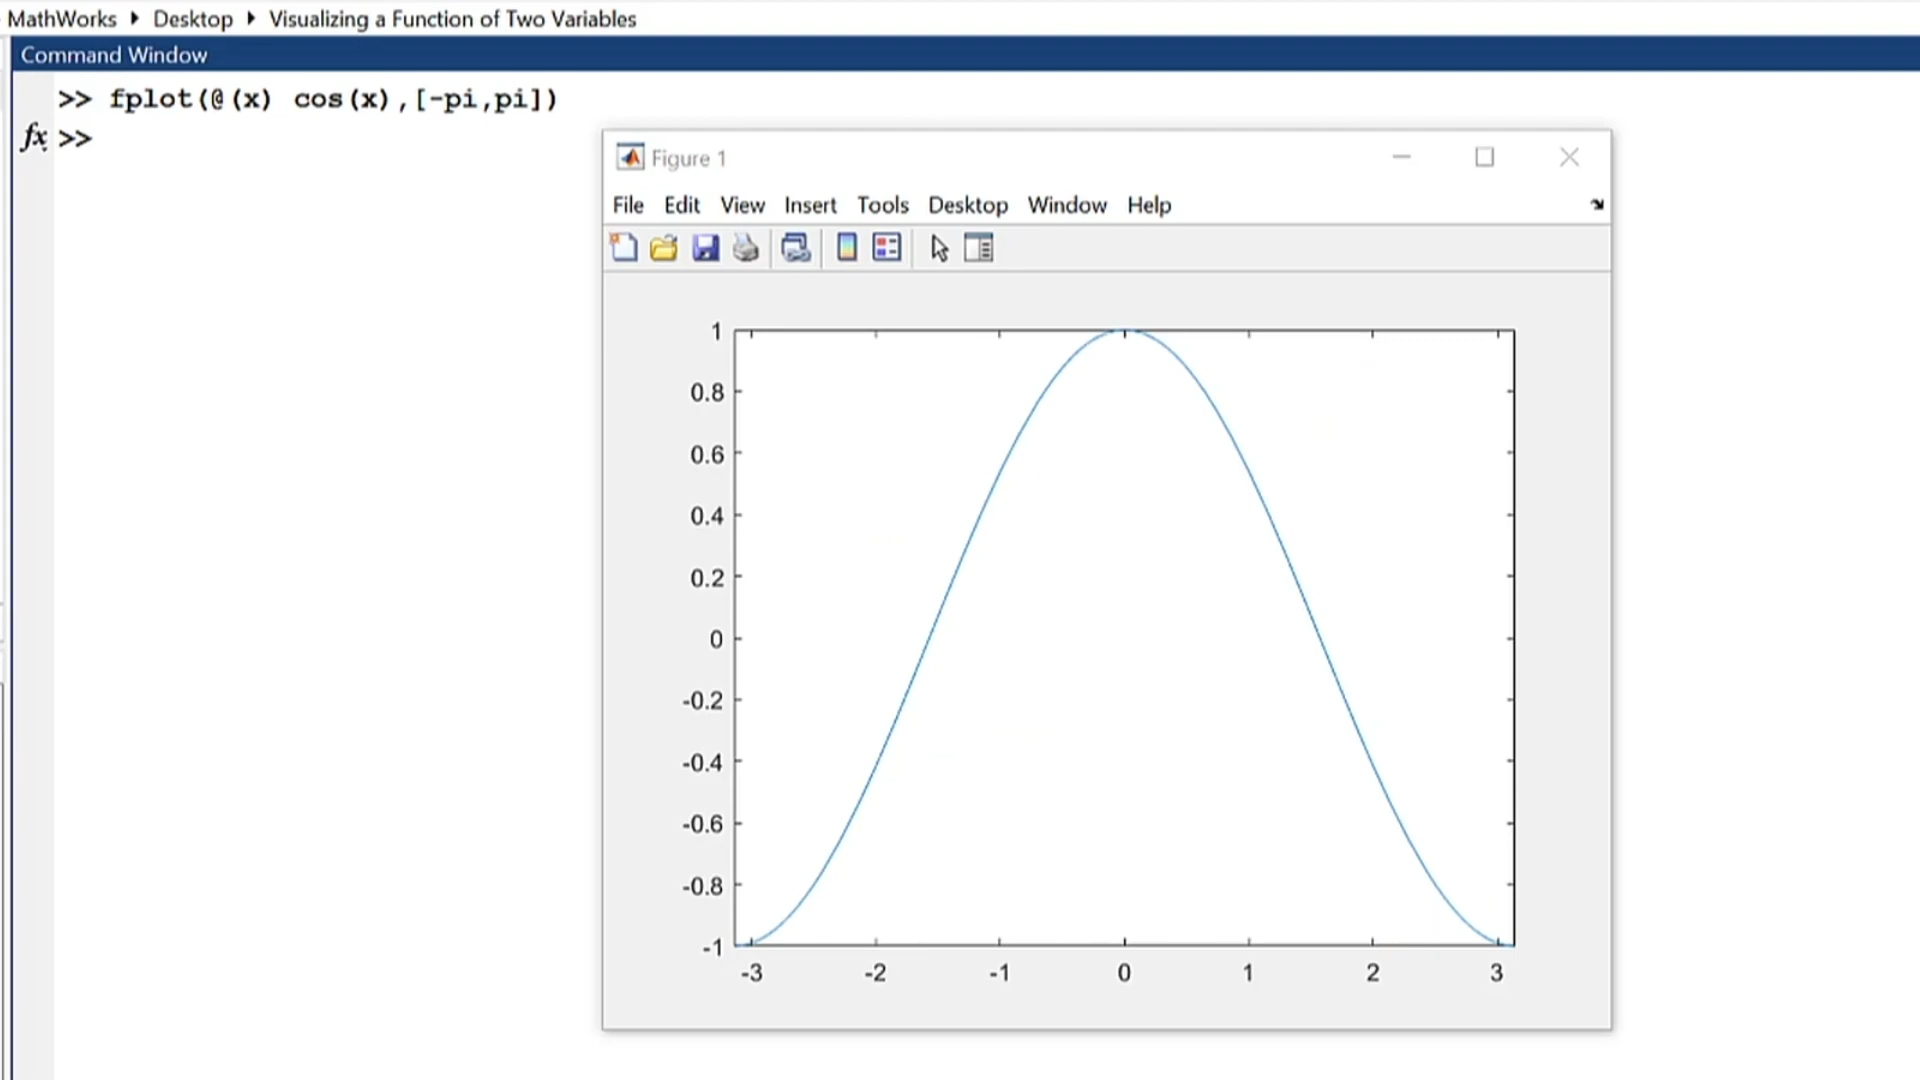 MathWorks Desktop Visualizing a Function of Two Variables
Command Window
>> fplot(@(x) cos(x),[-pi,pi])
fx >>
Figure 1
File Edit View Insert Tools Desktop Window Help
1
0.8
0.6
0.4
0.2
0
-0.2
-0.4
-0.6
-0.8
-1
-3 -2 -1 0 1 2 3